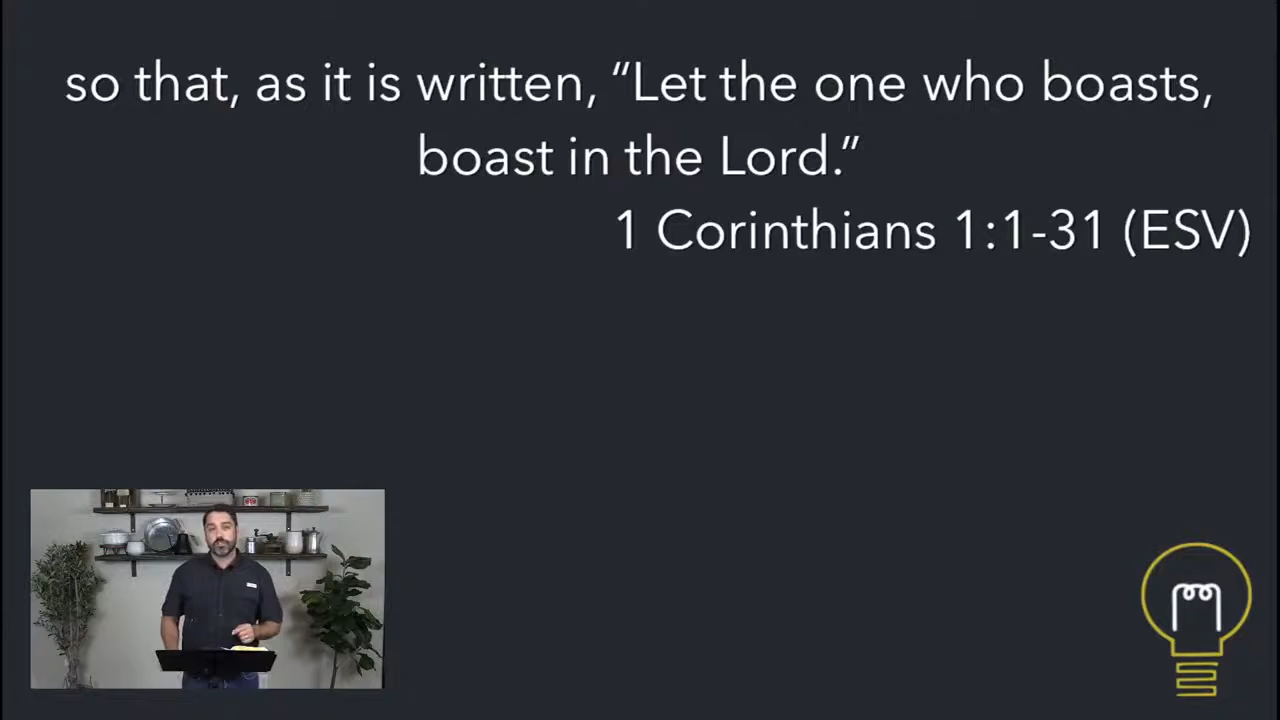 so that, as it is written, “Let the one who boasts,
boast in the Lord.”
1 Corinthians 1:1-31 (ESV)